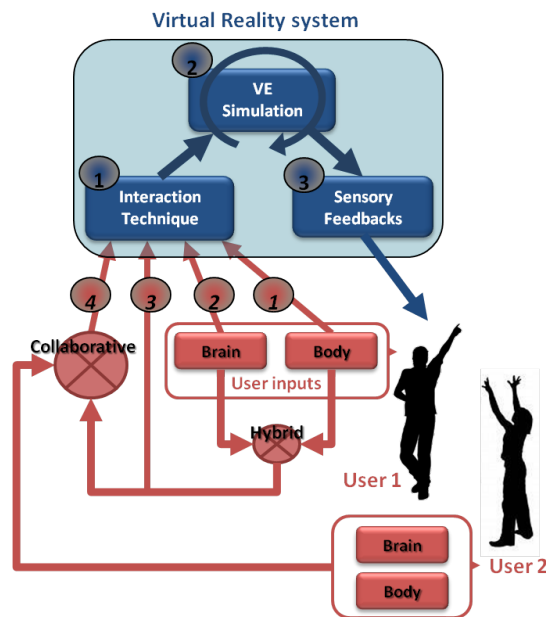 Virtual Reality system
2
VE
Simulation
1
Interaction
Technique
3
Sensory
Feedbacks
4
3
2
1
Collaborative
Brain
Body
User inputs
Hybrid
User 1
Brain
Body
User 2